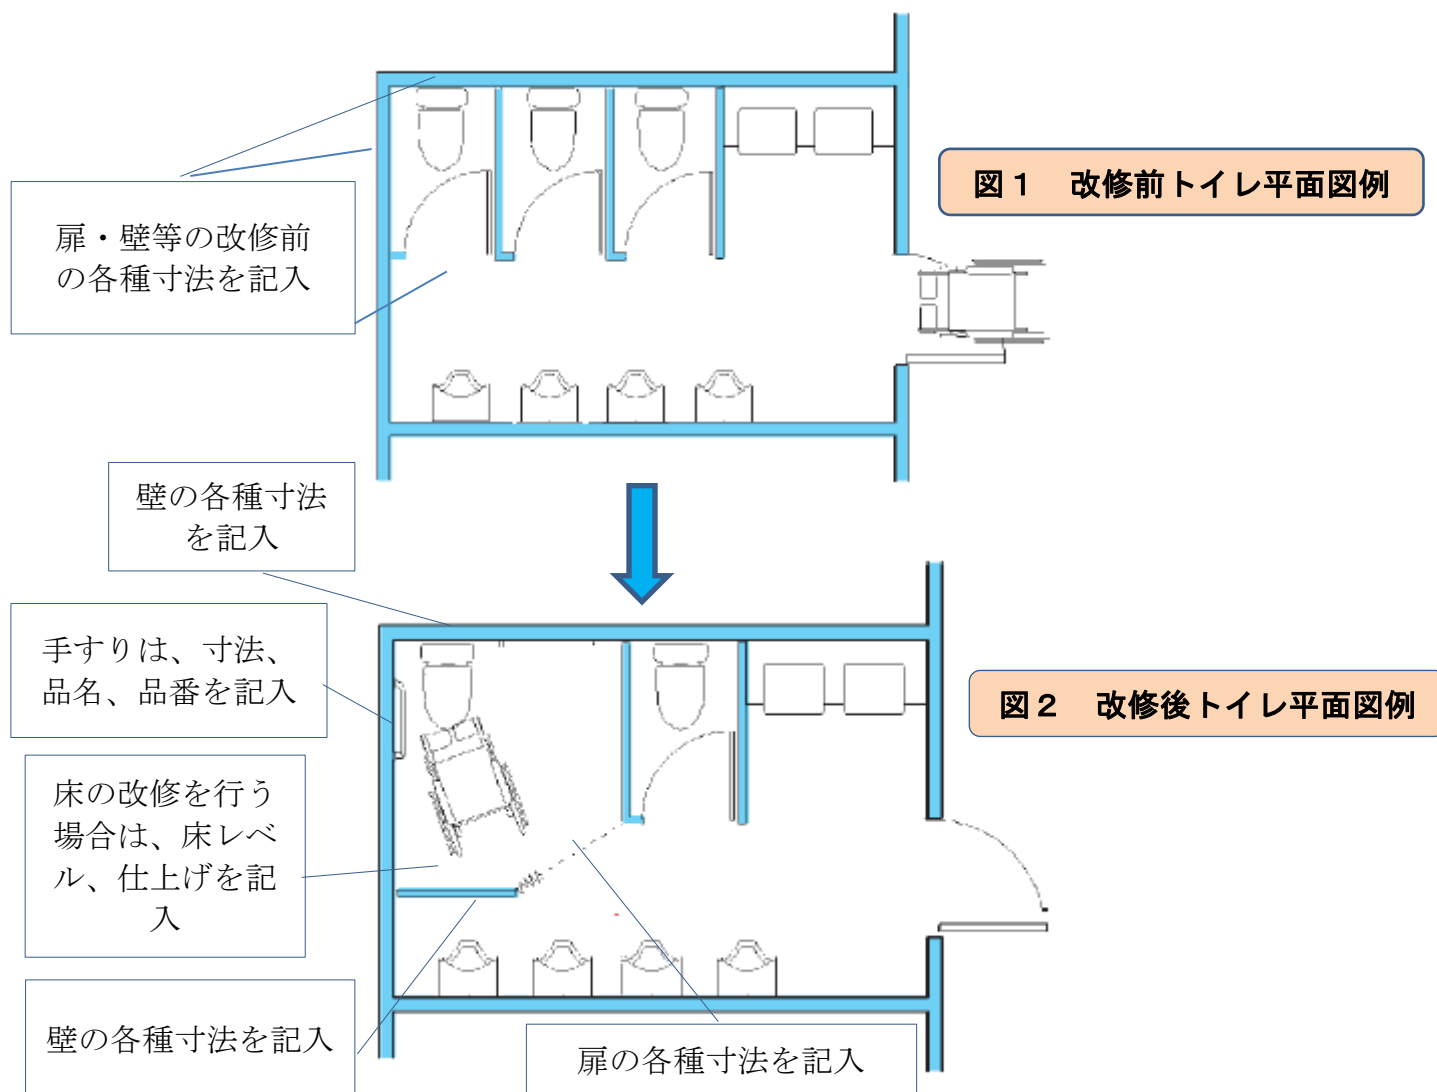 図１　改修前トイレ平面図例
扉・壁等の改修前
の各種寸法を記入
壁の各種寸法
を記入
手すりは、寸法、
品名、品番を記入
図２　改修後トイレ平面図例
床の改修を行う
場合は、床レベ
ル、仕上げを記
入
壁の各種寸法を記入
扉の各種寸法を記入